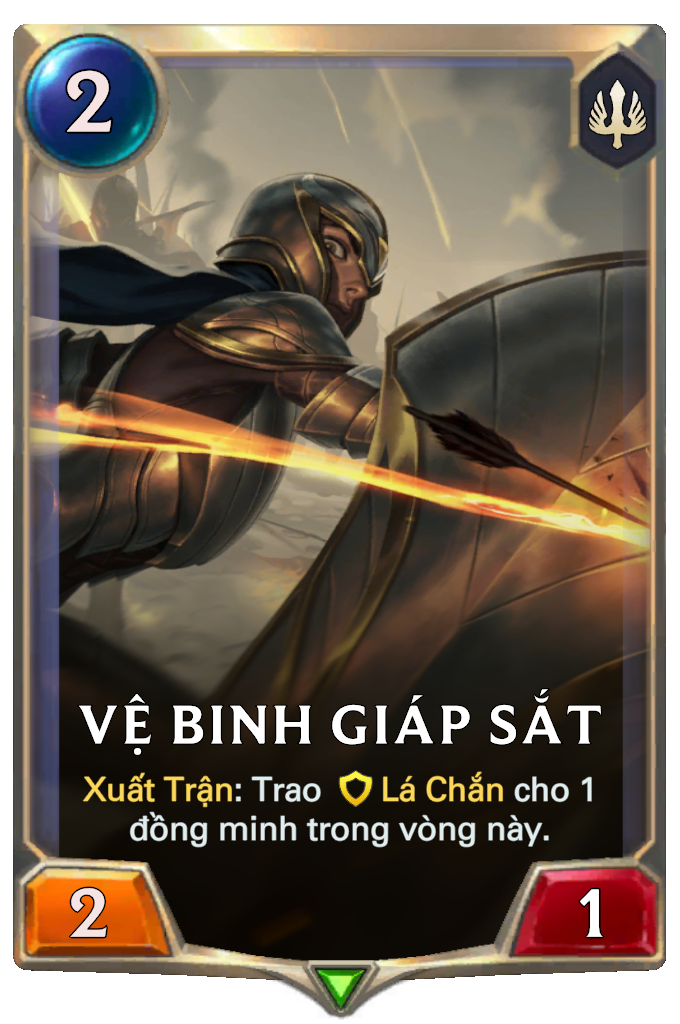 2
VỆ BINH GIÁP SẮT
Xuất Trận: Trao Lá Chắn cho 1
đồng minh trong vòng này.
2
1